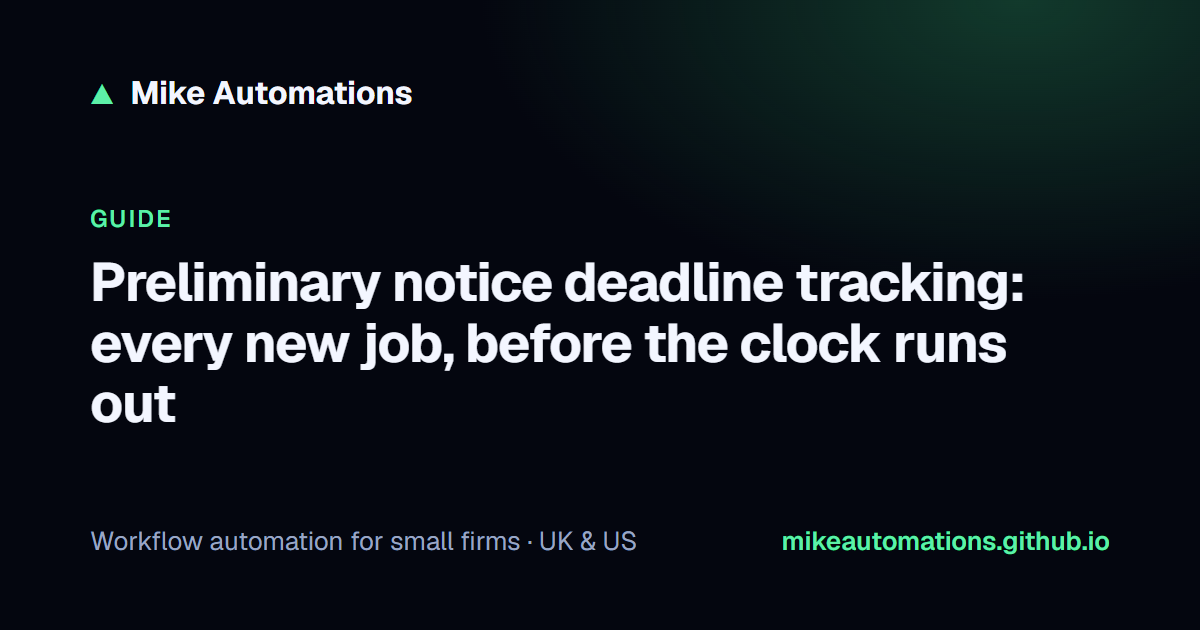 Mike Automations
GUIDE
Preliminary notice deadline tracking:
every new job, before the clock runs
out
Workflow automation for small firms · UK & US
mikeautomations.github.io